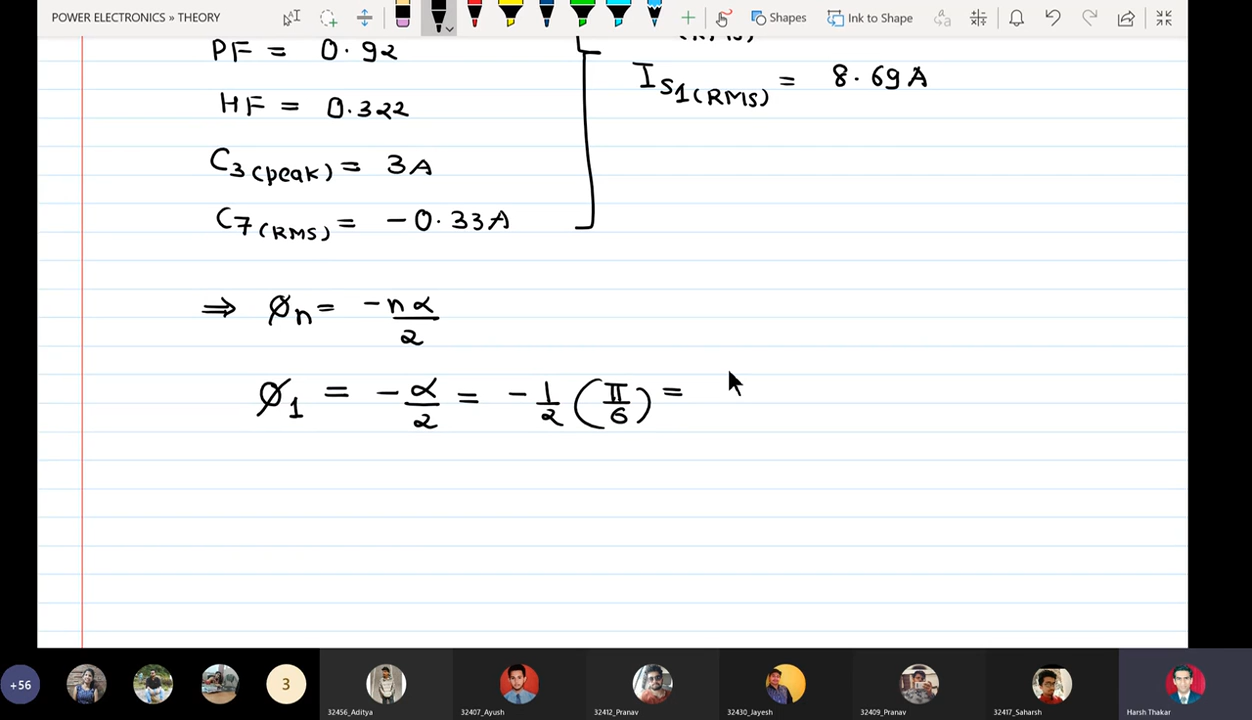 POWER ELECTRONICS » THEORY
Shapes
Ink to Shape
PF = 0.92
HF = 0.322
C3(peak) = 3A
C7(RMS) = -0.33A
(RMS)
IS1(RMS) = 8.69A
⇒ Øn = -nα/2
Ø1 = -α/2 = -1/2 (π/6) =
+56
3
32456_Aditya
32407_Ayush
32412_Pranav
32430_Jayesh
32409_Pranav
32417_Saharsh
Harsh Thakar